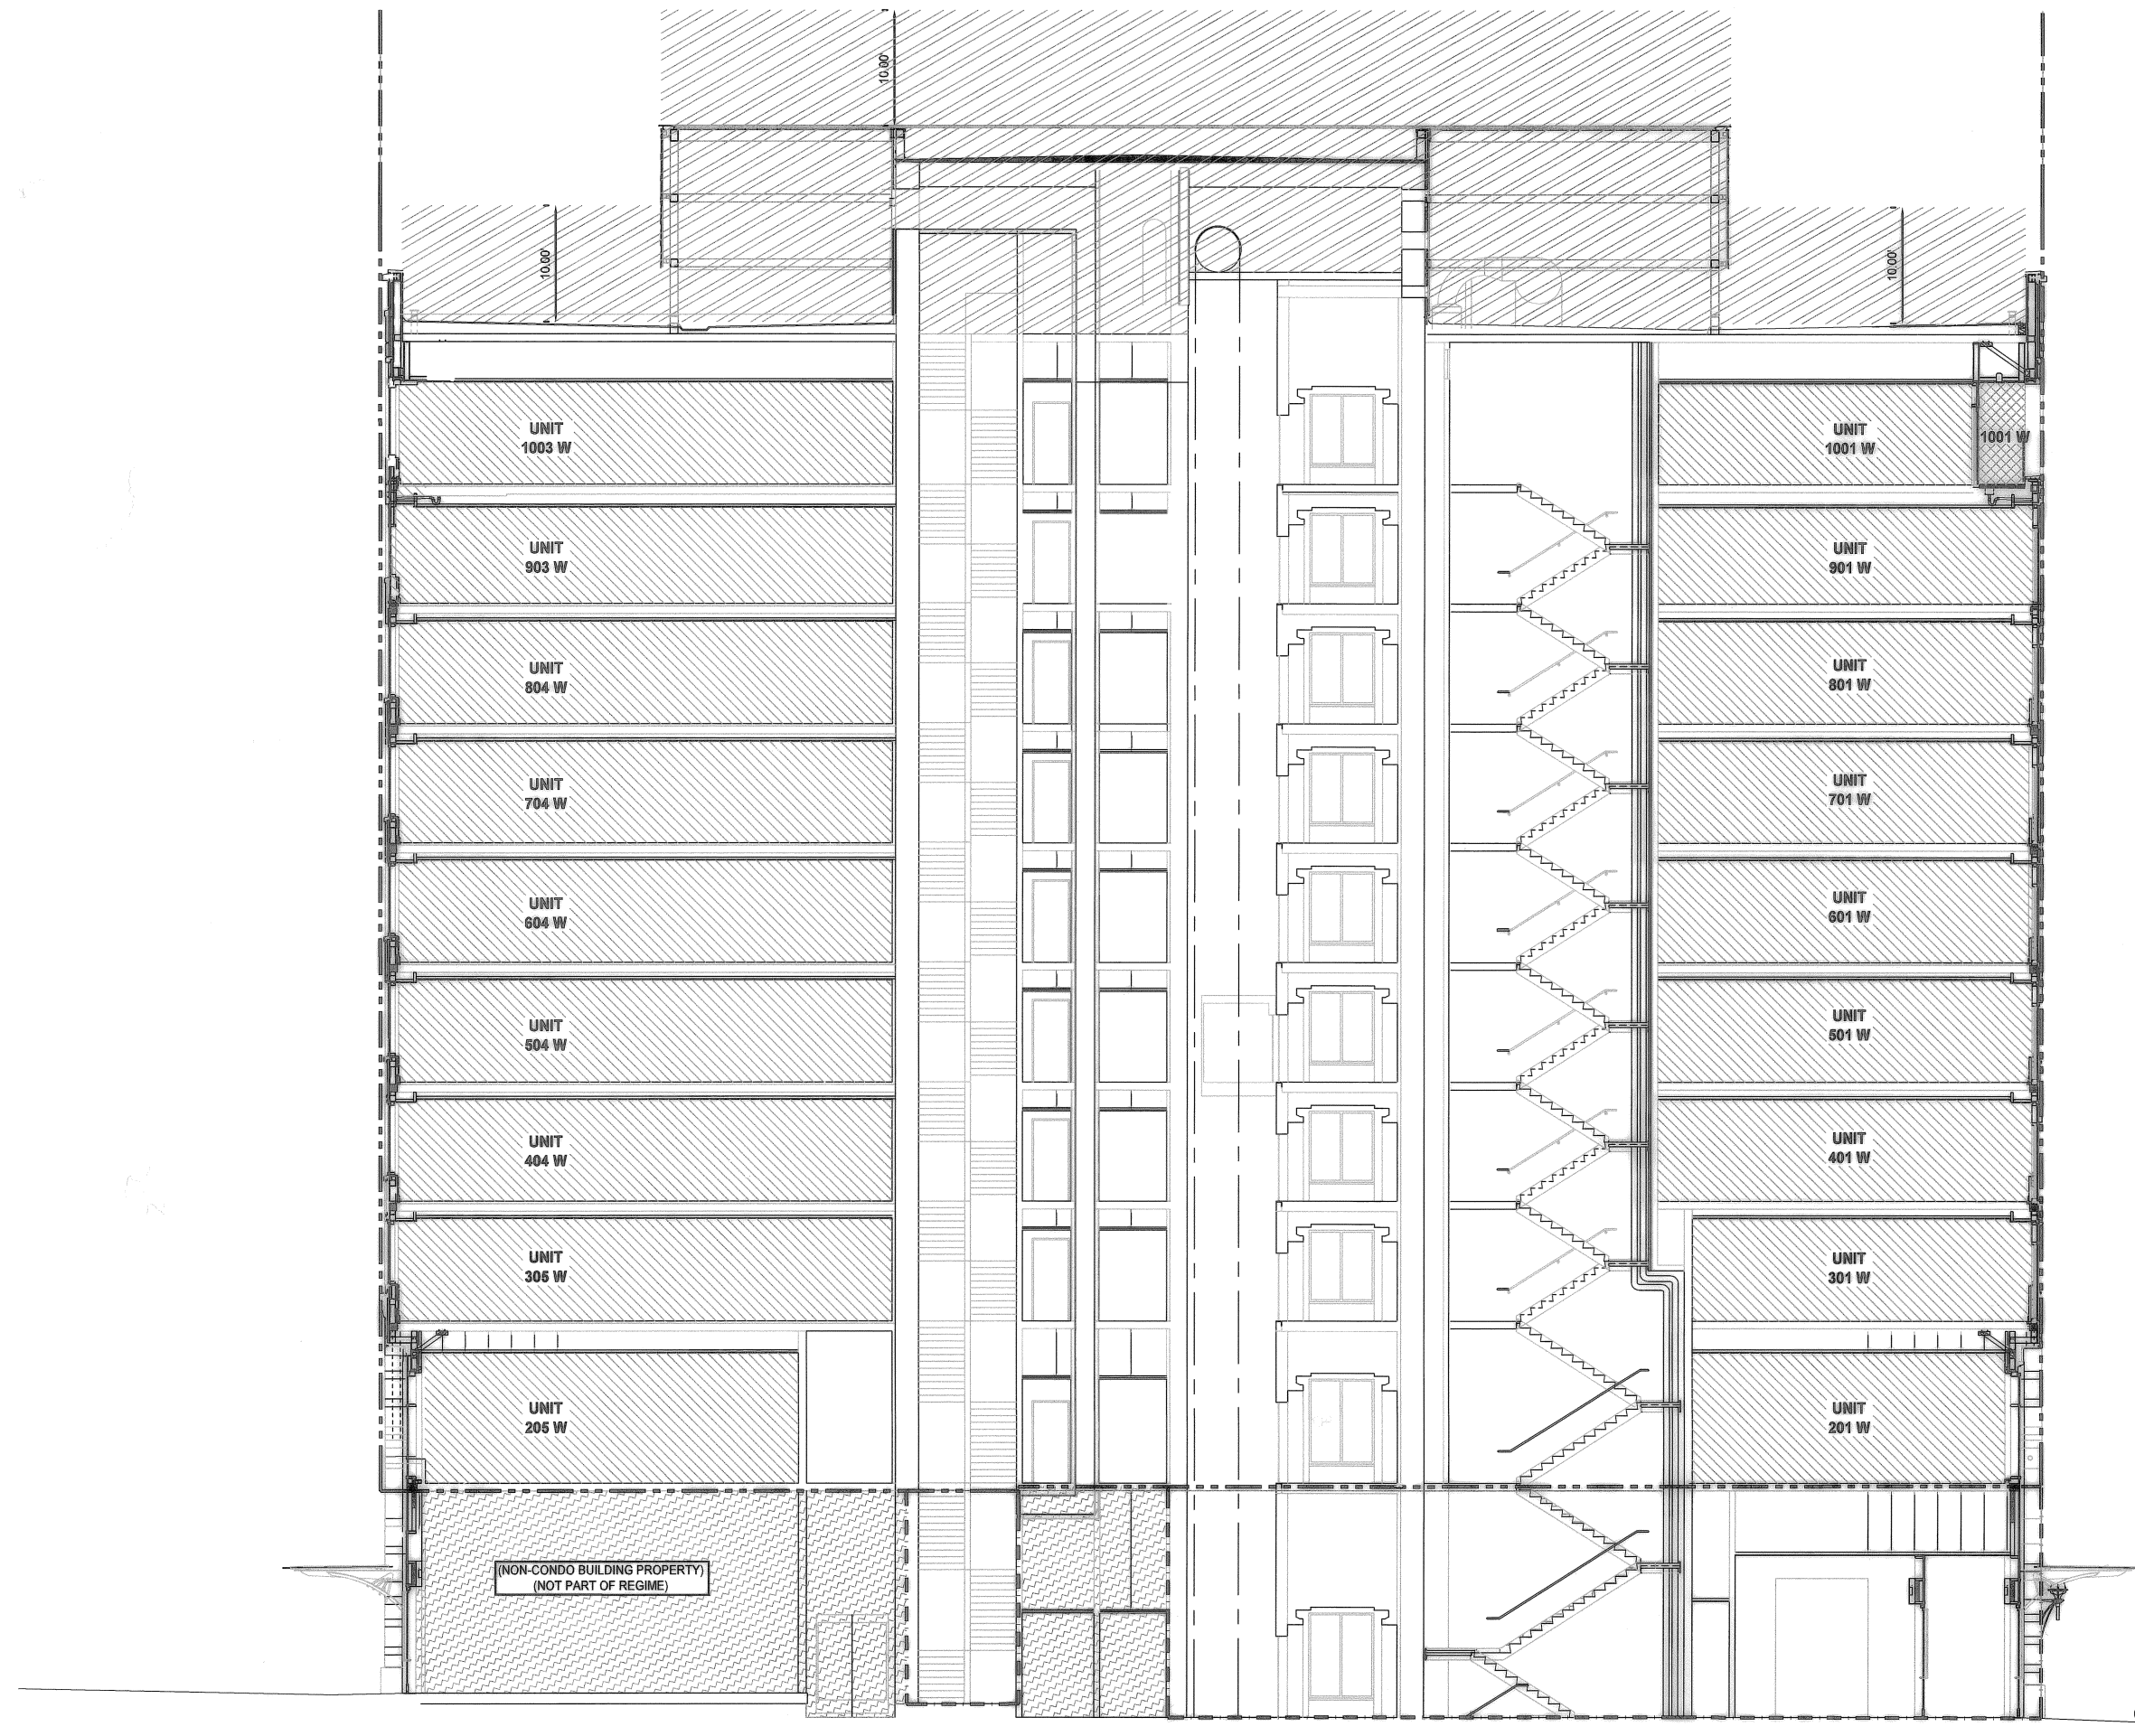 10.00'
10.00'
10.00'
UNIT
1003 W
UNIT
1001 W
1001 W
UNIT
903 W
UNIT
901 W
UNIT
804 W
UNIT
801 W
UNIT
704 W
UNIT
701 W
UNIT
604 W
UNIT
601 W
UNIT
504 W
UNIT
501 W
UNIT
404 W
UNIT
401 W
UNIT
305 W
UNIT
301 W
UNIT
205 W
UNIT
201 W
(NON-CONDO BUILDING PROPERTY)
(NOT PART OF REGIME)